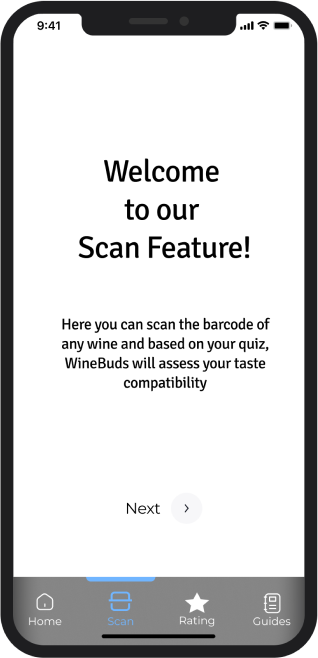 9:41
Welcome
to our
Scan Feature!
Here you can scan the barcode of
any wine and based on your quiz,
WineBuds will assess your taste
compatibility
Next
Home
Scan
Rating
Guides